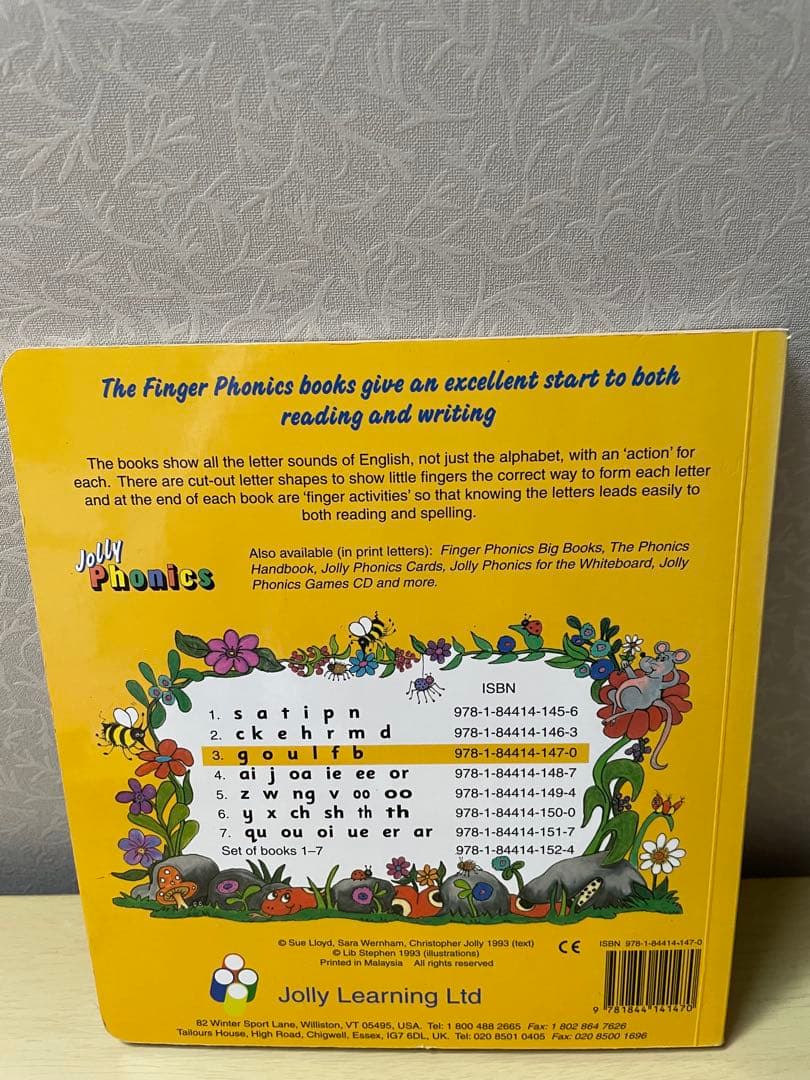 The Finger Phonics books give an excellent start to both
reading and writing
The books show all the letter sounds of English, not just the alphabet, with an 'action' for
each. There are cut-out letter shapes to show little fingers the correct way to form each letter
and at the end of each book are 'finger activities' so that knowing the letters leads easily to
both reading and spelling.
Jolly
Phonics
Also available (in print letters): Finger Phonics Big Books, The Phonics
Handbook, Jolly Phonics Cards, Jolly Phonics for the Whiteboard, Jolly
Phonics Games CD and more.
ISBN
1. s a t i p n 978-1-84414-145-6
2. c k e h r m d 978-1-84414-146-3
3. g o u l f b 978-1-84414-147-0
4. ai j oa ie ee or 978-1-84414-148-7
5. z w ng v oo oo 978-1-84414-149-4
6. y x ch sh th th 978-1-84414-150-0
7. qu ou oi ue er ar 978-1-84414-151-7
Set of books 1–7 978-1-84414-152-4
© Sue Lloyd, Sara Wernham, Christopher Jolly 1993 (text)
© Lib Stephen 1993 (illustrations)
Printed in Malaysia All rights reserved
CE
ISBN 978-1-84414-147-0
9 781844 141470
Jolly Learning Ltd
82 Winter Sport Lane, Williston, VT 05495, USA. Tel: 1 800 488 2665 Fax: 1 802 864 7626
Tailours House, High Road, Chigwell, Essex, IG7 6DL, UK. Tel: 020 8501 0405 Fax: 020 8500 1696